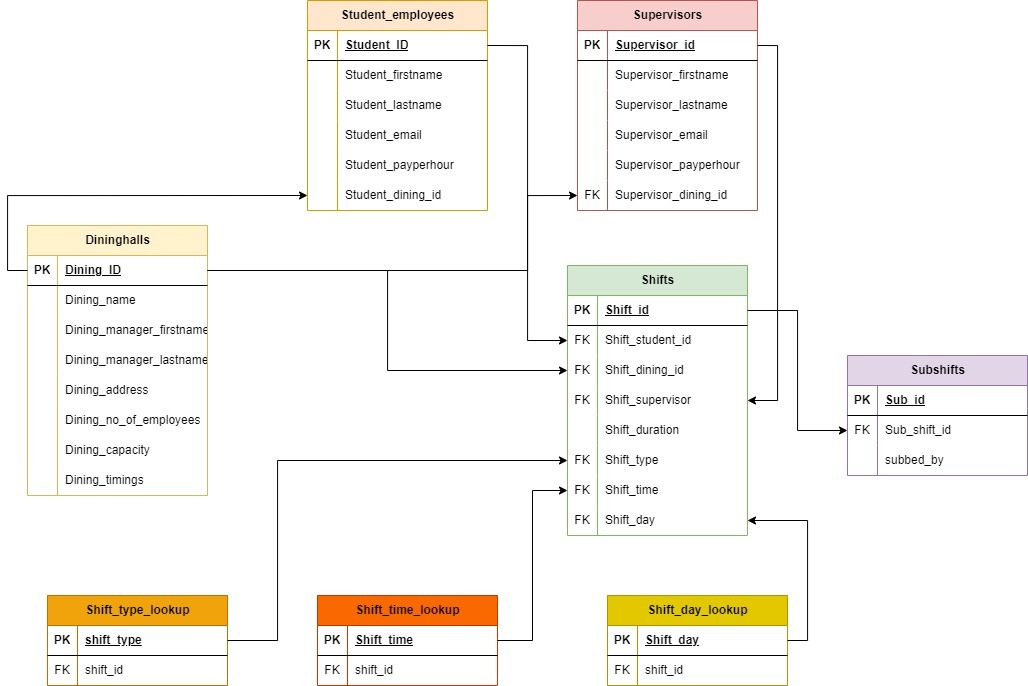 Student_employees
PK Student_ID
Student_firstname
Student_lastname
Student_email
Student_payperhour
Student_dining_id
Supervisors
PK Supervisor_id
Supervisor_firstname
Supervisor_lastname
Supervisor_email
Supervisor_payperhour
FK Supervisor_dining_id
Dininghalls
PK Dining_ID
Dining_name
Dining_manager_firstname
Dining_manager_lastname
Dining_address
Dining_no_of_employees
Dining_capacity
Dining_timings
Shifts
PK Shift_id
FK Shift_student_id
FK Shift_dining_id
FK Shift_supervisor
Shift_duration
FK Shift_type
FK Shift_time
FK Shift_day
Subshifts
PK Sub_id
FK Sub_shift_id
subbed_by
Shift_type_lookup
PK shift_type
FK shift_id
Shift_time_lookup
PK Shift_time
FK shift_id
Shift_day_lookup
PK Shift_day
FK shift_id